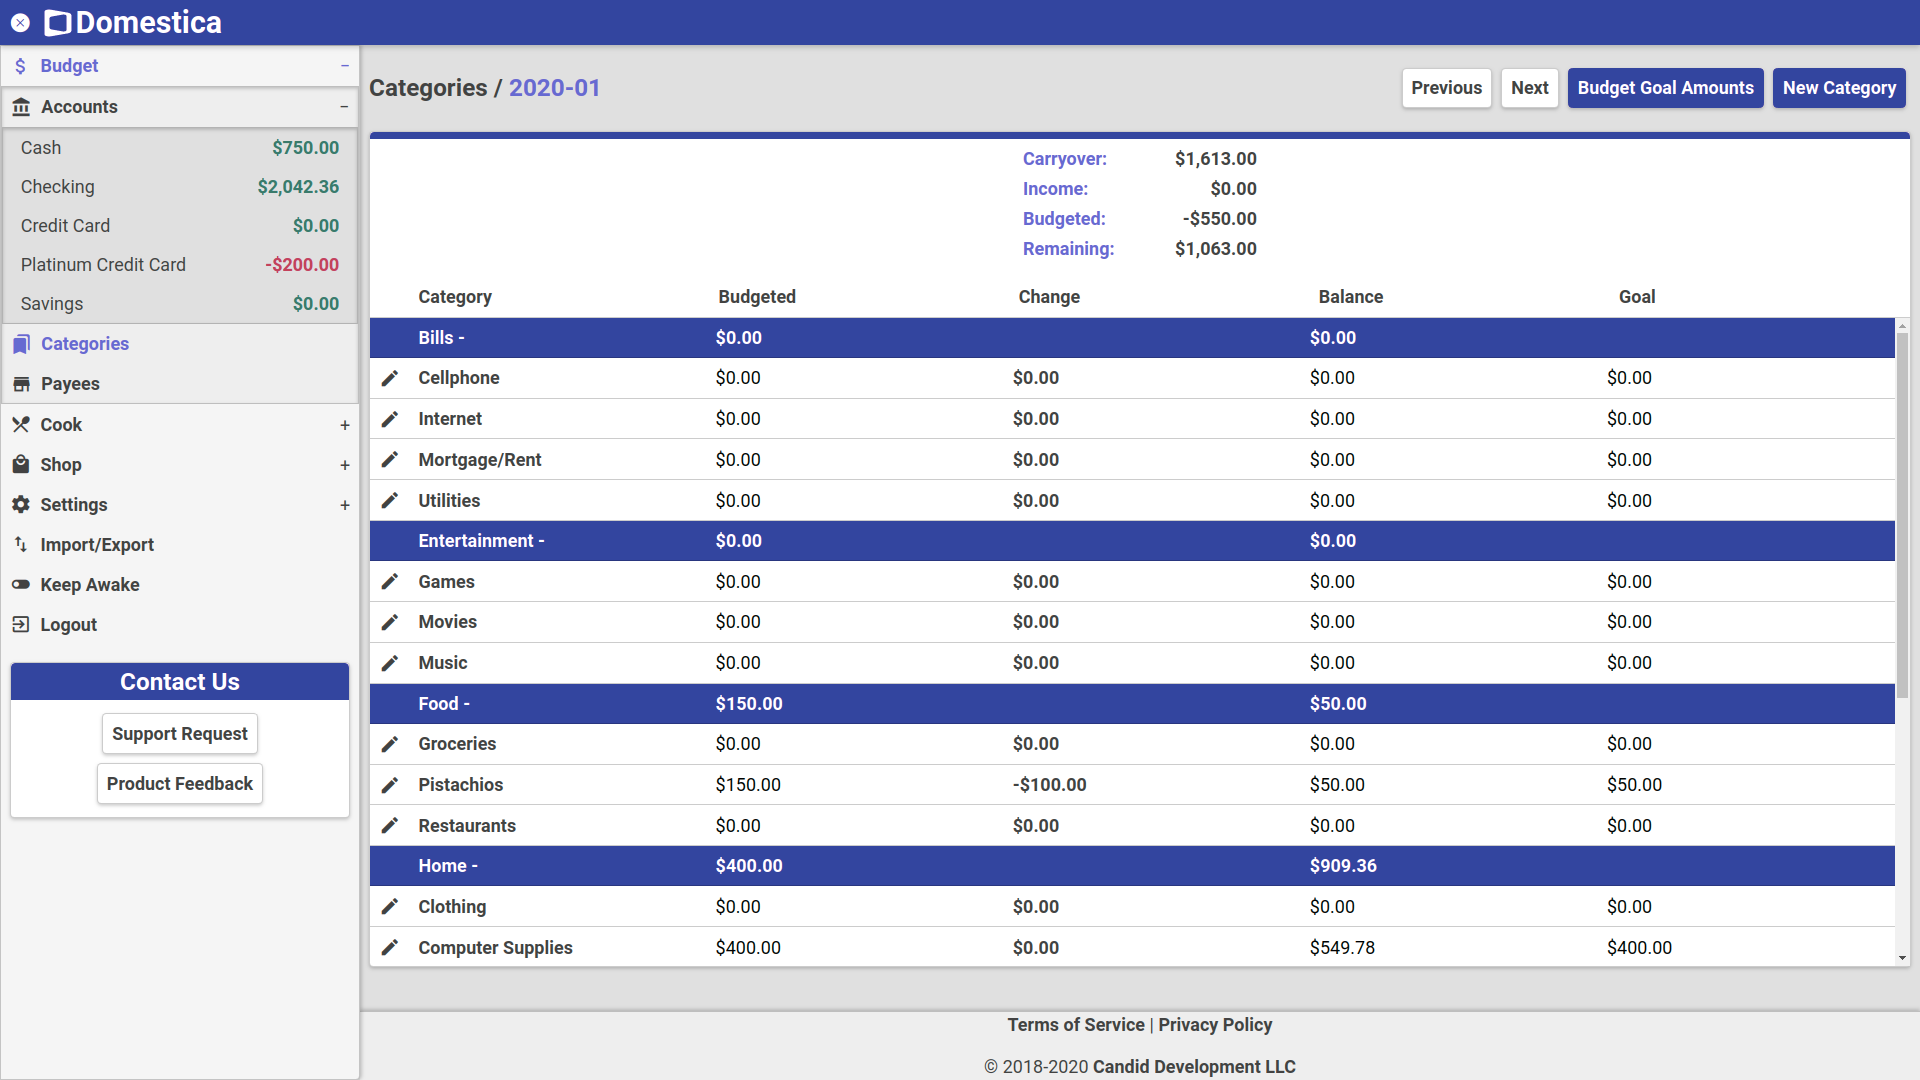 Domestica
$ Budget −
Accounts −
Cash $750.00
Checking $2,042.36
Credit Card $0.00
Platinum Credit Card -$200.00
Savings $0.00
Categories
Payees
Cook +
Shop +
Settings +
Import/Export
Keep Awake
Logout
Contact Us
Support Request
Product Feedback
Categories / 2020-01
Previous Next Budget Goal Amounts New Category
Carryover: $1,613.00
Income: $0.00
Budgeted: -$550.00
Remaining: $1,063.00
Category Budgeted Change Balance Goal
Bills - $0.00 $0.00
Cellphone $0.00 $0.00 $0.00 $0.00
Internet $0.00 $0.00 $0.00 $0.00
Mortgage/Rent $0.00 $0.00 $0.00 $0.00
Utilities $0.00 $0.00 $0.00 $0.00
Entertainment - $0.00 $0.00
Games $0.00 $0.00 $0.00 $0.00
Movies $0.00 $0.00 $0.00 $0.00
Music $0.00 $0.00 $0.00 $0.00
Food - $150.00 $50.00
Groceries $0.00 $0.00 $0.00 $0.00
Pistachios $150.00 -$100.00 $50.00 $50.00
Restaurants $0.00 $0.00 $0.00 $0.00
Home - $400.00 $909.36
Clothing $0.00 $0.00 $0.00 $0.00
Computer Supplies $400.00 $0.00 $549.78 $400.00
Terms of Service | Privacy Policy
© 2018-2020 Candid Development LLC